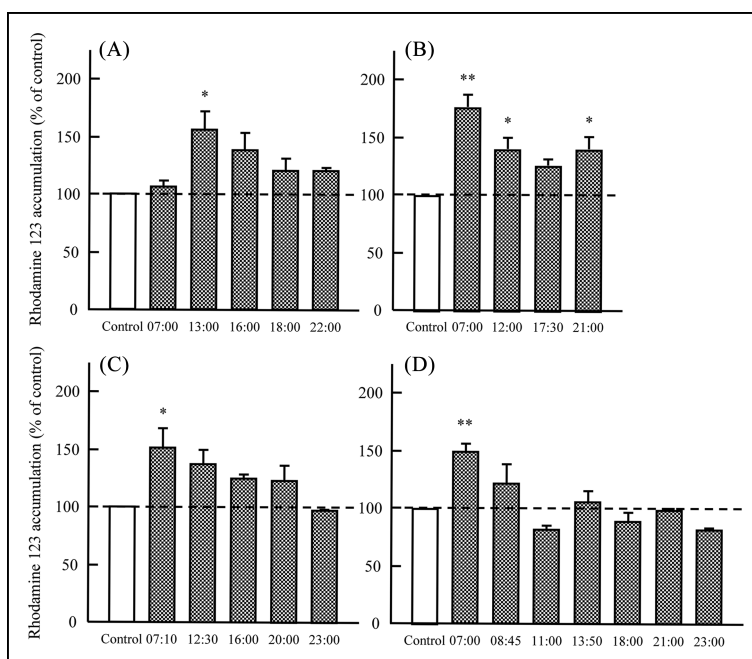 (A)
Rhodamine 123 accumulation (% of control)
200
150
100
50
0
*
Control 07:00 13:00 16:00 18:00 22:00
(B)
200
150
100
50
0
** * *
Control 07:00 12:00 17:30 21:00
(C)
Rhodamine 123 accumulation (% of control)
200
150
100
50
0
*
Control 07:10 12:30 16:00 20:00 23:00
(D)
200
150
100
50
0
**
Control 07:00 08:45 11:00 13:50 18:00 21:00 23:00